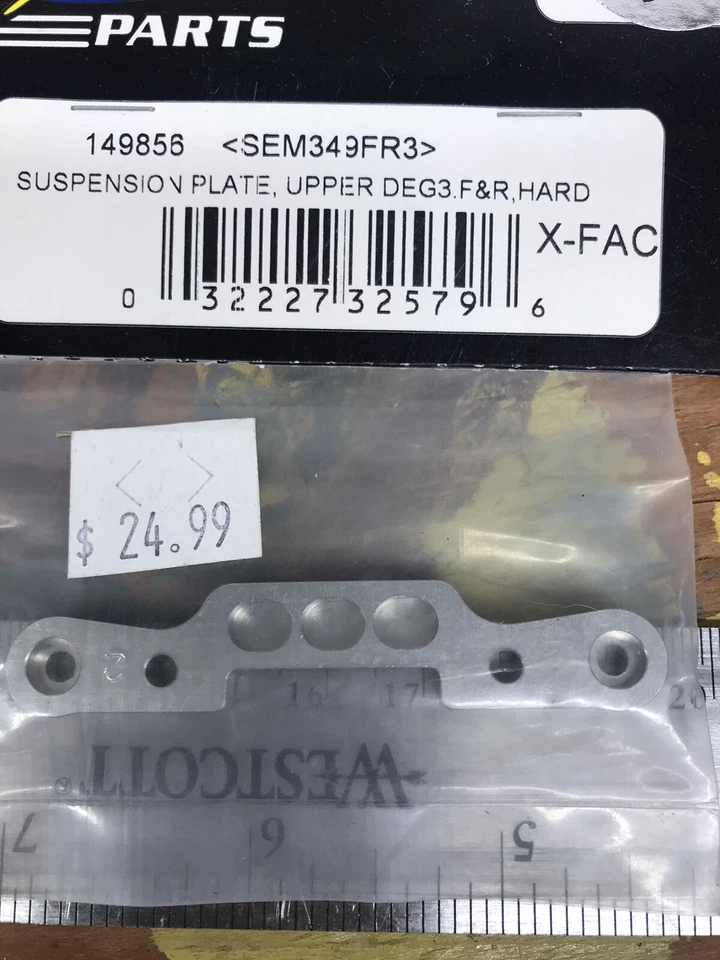 PARTS
149856 <SEM349FR3>
SUSPENSION PLATE, UPPER DEG3.F&R,HARD
X-FAC
0 32227 32579 6
< >
$ 24.99
2
16 17 20
WESTCOTT®
7 6 5